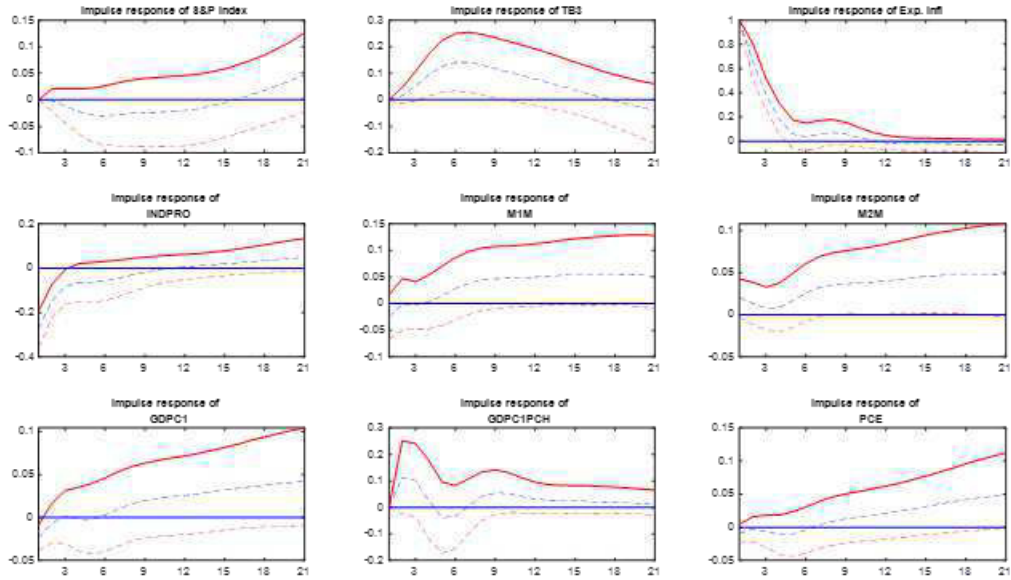 Impulse response of S&P Index
0.15
0.1
0.05
0
-0.05
-0.1
3 6 9 12 15 18 21
Impulse response of TB3
0.3
0.2
0.1
0
-0.1
-0.2
3 6 9 12 15 18 21
Impulse response of Exp. Infl
1
0.8
0.6
0.4
0.2
0
3 6 9 12 15 18 21
Impulse response of
INDPRO
0.2
0
-0.2
-0.4
3 6 9 12 15 18 21
Impulse response of
M1M
0.15
0.1
0.05
0
-0.05
-0.1
3 6 9 12 15 18 21
Impulse response of
M2M
0.1
0.05
0
-0.05
3 6 9 12 15 18 21
Impulse response of
GDPC1
0.1
0.05
0
-0.05
3 6 9 12 15 18 21
Impulse response of
GDPC1PCH
0.3
0.2
0.1
0
-0.1
-0.2
3 6 9 12 15 18 21
Impulse response of
PCE
0.15
0.1
0.05
0
-0.05
3 6 9 12 15 18 21